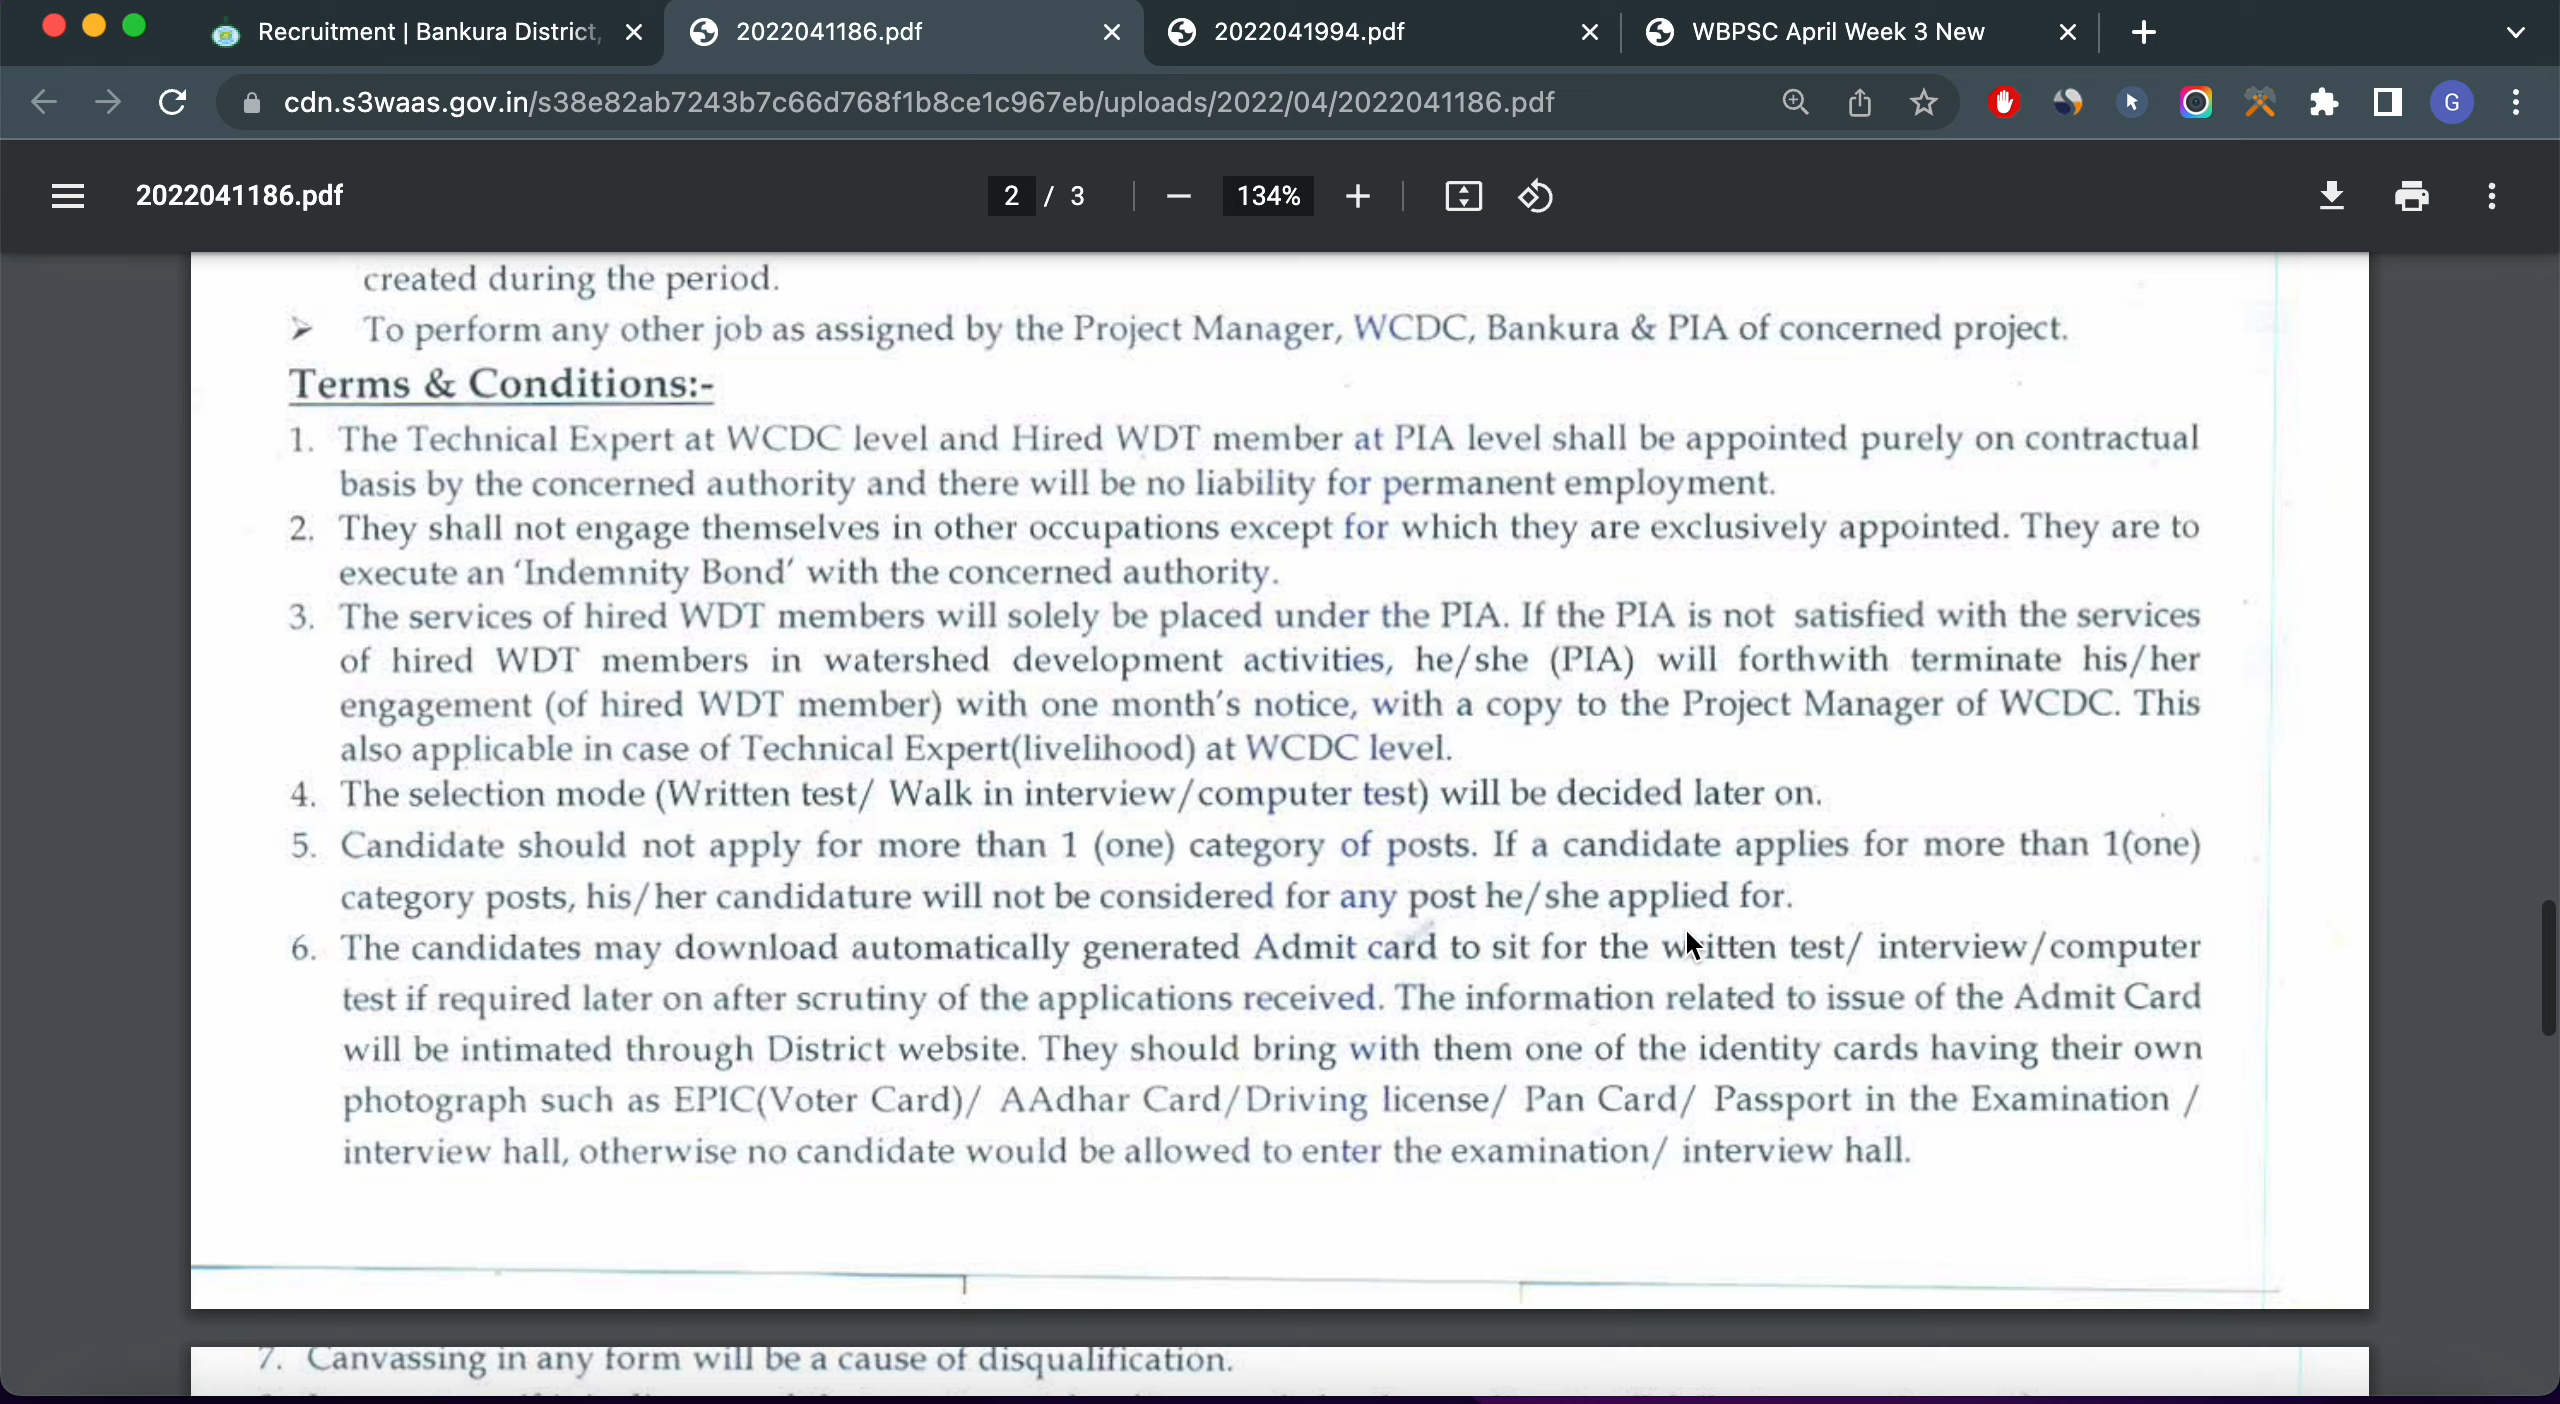 Recruitment | Bankura District,
2022041186.pdf
2022041994.pdf
WBPSC April Week 3 New
cdn.s3waas.gov.in/s38e82ab7243b7c66d768f1b8ce1c967eb/uploads/2022/04/2022041186.pdf
G
2022041186.pdf
2 / 3
134%
created during the period.
➢ To perform any other job as assigned by the Project Manager, WCDC, Bankura & PIA of concerned project.
Terms & Conditions:-
1. The Technical Expert at WCDC level and Hired WDT member at PIA level shall be appointed purely on contractual
basis by the concerned authority and there will be no liability for permanent employment.
2. They shall not engage themselves in other occupations except for which they are exclusively appointed. They are to
execute an ‘Indemnity Bond’ with the concerned authority.
3. The services of hired WDT members will solely be placed under the PIA. If the PIA is not satisfied with the services
of hired WDT members in watershed development activities, he/she (PIA) will forthwith terminate his/her
engagement (of hired WDT member) with one month's notice, with a copy to the Project Manager of WCDC. This
also applicable in case of Technical Expert(livelihood) at WCDC level.
4. The selection mode (Written test/ Walk in interview/computer test) will be decided later on.
5. Candidate should not apply for more than 1 (one) category of posts. If a candidate applies for more than 1(one)
category posts, his/her candidature will not be considered for any post he/she applied for.
6. The candidates may download automatically generated Admit card to sit for the written test/ interview/computer
test if required later on after scrutiny of the applications received. The information related to issue of the Admit Card
will be intimated through District website. They should bring with them one of the identity cards having their own
photograph such as EPIC(Voter Card)/ AAdhar Card/Driving license/ Pan Card/ Passport in the Examination /
interview hall, otherwise no candidate would be allowed to enter the examination/ interview hall.
7. Canvassing in any form will be a cause of disqualification.